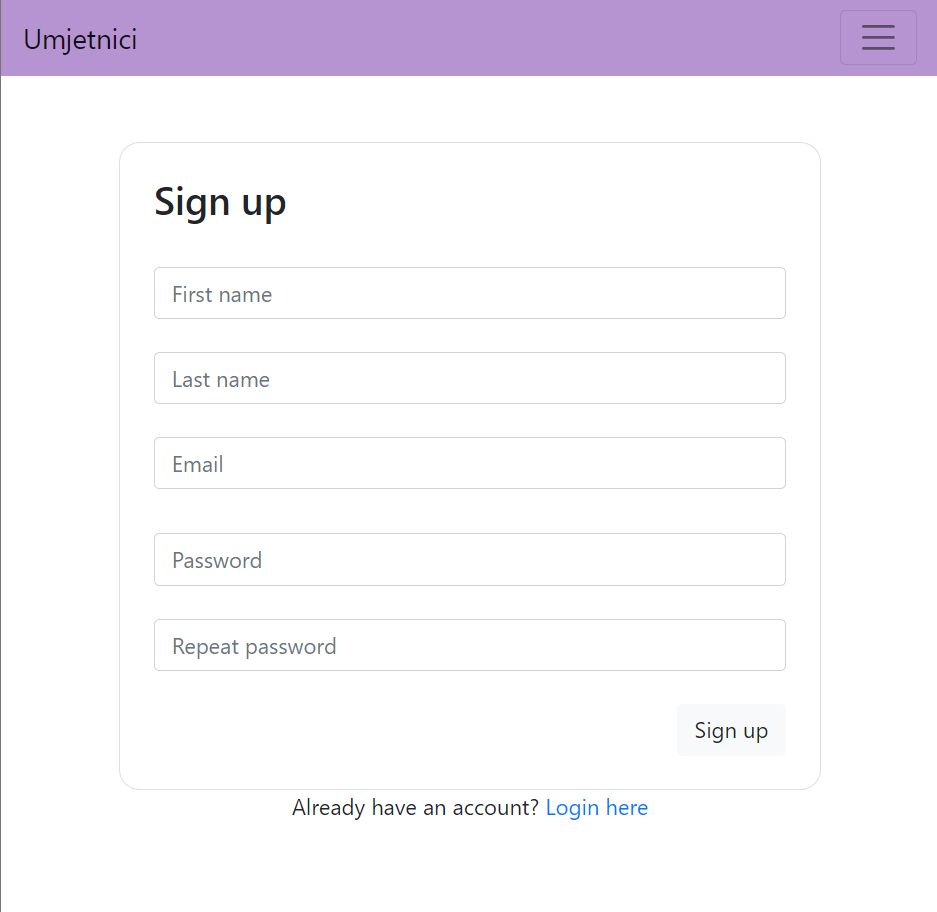 Umjetnici
Sign up
First name
Last name
Email
Password
Repeat password
Sign up
Already have an account? Login here